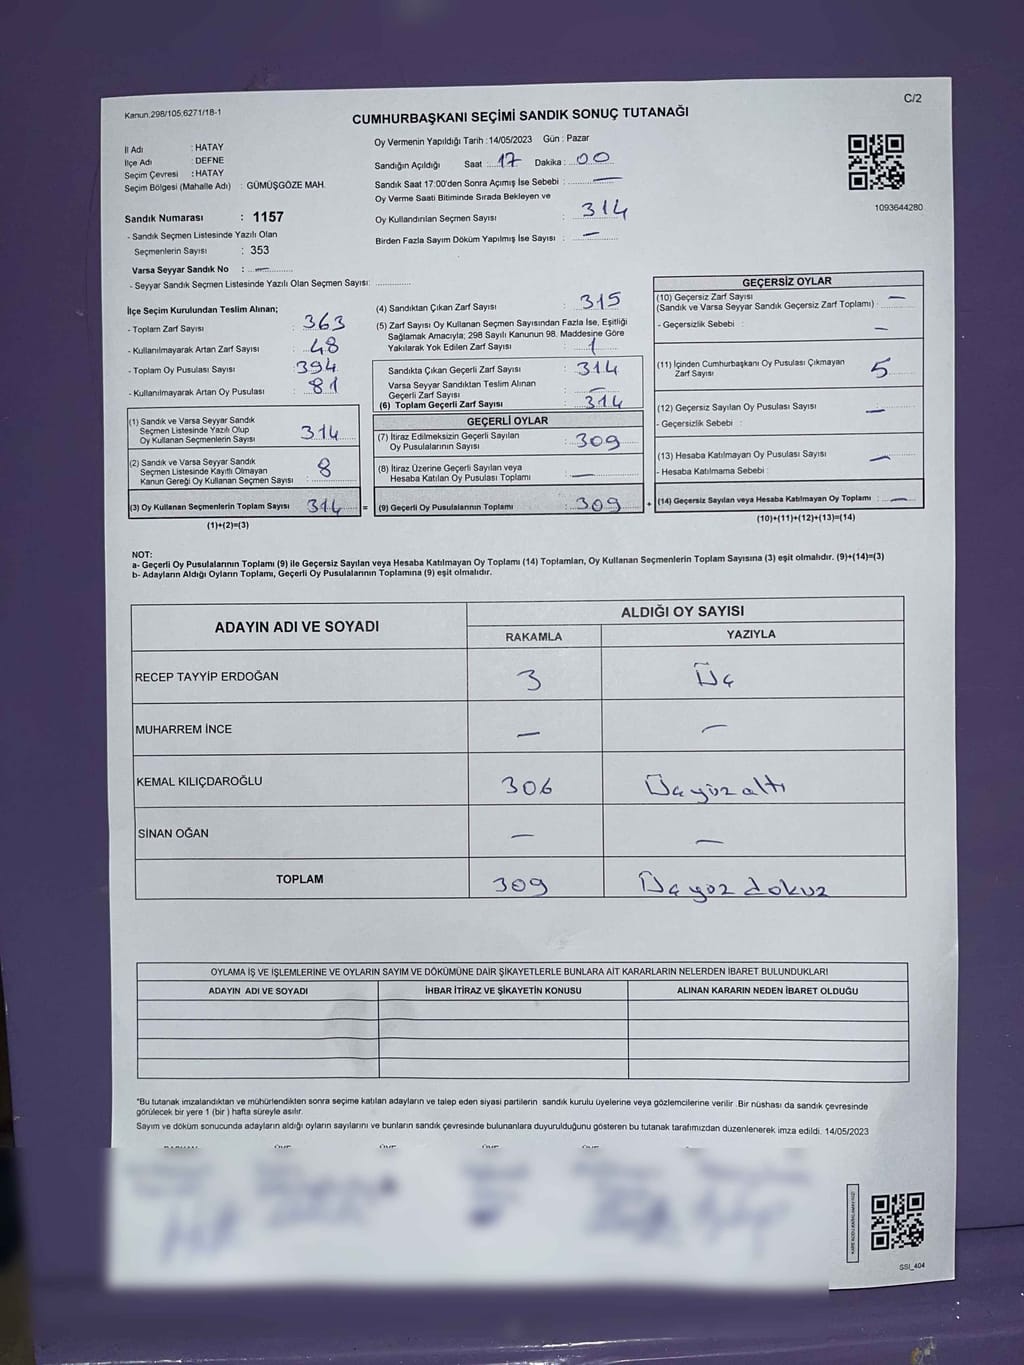 Kanun.298/105.6271/18-1
C/2
CUMHURBAŞKANI SEÇİMİ SANDIK SONUÇ TUTANAĞI
İl Adı : HATAY
İlçe Adı : DEFNE
Seçim Çevresi : HATAY
Seçim Bölgesi (Mahalle Adı) : GÜMÜŞGÖZE MAH.
Sandık Numarası : 1157
- Sandık Seçmen Listesinde Yazılı Olan
Seçmenlerin Sayısı : 353
Varsa Seyyar Sandık No : —
- Seyyar Sandık Seçmen Listesinde Yazılı Olan Seçmen Sayısı:
Oy Vermenin Yapıldığı Tarih :14/05/2023 Gün : Pazar
Sandığın Açıldığı Saat : 17 Dakika : 00
Sandık Saat 17:00'den Sonra Açımış İse Sebebi : —
Oy Verme Saati Bitiminde Sırada Bekleyen ve
Oy Kullandırılan Seçmen Sayısı : 314
Birden Fazla Sayım Döküm Yapılmış İse Sayısı : —
1093644280
İlçe Seçim Kurulundan Teslim Alınan;
- Toplam Zarf Sayısı : 363
- Kullanılmayarak Artan Zarf Sayısı : 48
- Toplam Oy Pusulası Sayısı : 394
- Kullanılmayarak Artan Oy Pusulası : 81
(1) Sandık ve Varsa Seyyar Sandık
Seçmen Listesinde Yazılı Olup
Oy Kullanan Seçmenlerin Sayısı : 314
(2) Sandık ve Varsa Seyyar Sandık
Seçmen Listesinde Kayıtlı Olmayan
Kanun Gereği Oy Kullanan Seçmen Sayısı : 8
(3) Oy Kullanan Seçmenlerin Toplam Sayısı : 314 =
(1)+(2)=(3)
(4) Sandıktan Çıkan Zarf Sayısı : 315
(5) Zarf Sayısı Oy Kullanan Seçmen Sayısından Fazla İse, Eşitliği
Sağlamak Amacıyla; 298 Sayılı Kanunun 98. Maddesine Göre
Yakılarak Yok Edilen Zarf Sayısı : 1
Sandıkta Çıkan Geçerli Zarf Sayısı : 314
Varsa Seyyar Sandıktan Teslim Alınan
Geçerli Zarf Sayısı : —
(6) Toplam Geçerli Zarf Sayısı : 314
GEÇERLİ OYLAR
(7) İtiraz Edilmeksizin Geçerli Sayılan
Oy Pusulalarının Sayısı : 309
(8) İtiraz Üzerine Geçerli Sayılan veya
Hesaba Katılan Oy Pusulası Toplamı : —
(9) Geçerli Oy Pusulalarının Toplamı : 309 +
GEÇERSİZ OYLAR
(10) Geçersiz Zarf Sayısı : —
(Sandık ve Varsa Seyyar Sandık Geçersiz Zarf Toplamı)
- Geçersizlik Sebebi : —
(11) İçinden Cumhurbaşkanı Oy Pusulası Çıkmayan
Zarf Sayısı : 5
(12) Geçersiz Sayılan Oy Pusulası Sayısı : —
- Geçersizlik Sebebi :
(13) Hesaba Katılmayan Oy Pusulası Sayısı : —
- Hesaba Katılmama Sebebi :
(14) Geçersiz Sayılan veya Hesaba Katılmayan Oy Toplamı : —
(10)+(11)+(12)+(13)=(14)
NOT:
a- Geçerli Oy Pusulalarının Toplamı (9) ile Geçersiz Sayılan veya Hesaba Katılmayan Oy Toplamı (14) Toplamları, Oy Kullanan Seçmenlerin Toplam Sayısına (3) eşit olmalıdır. (9)+(14)=(3)
b- Adayların Aldığı Oyların Toplamı, Geçerli Oy Pusulalarının Toplamına (9) eşit olmalıdır.
ADAYIN ADI VE SOYADI
ALDIĞI OY SAYISI
RAKAMLA YAZIYLA
RECEP TAYYİP ERDOĞAN 3 Üç
MUHARREM İNCE — —
KEMAL KILIÇDAROĞLU 306 Üçyüzaltı
SİNAN OĞAN — —
TOPLAM 309 Üçyüzdokuz
OYLAMA İŞ VE İŞLEMLERİNE VE OYLARIN SAYIM VE DÖKÜMÜNE DAİR ŞİKAYETLERLE BUNLARA AİT KARARLARIN NELERDEN İBARET BULUNDUKLARI
ADAYIN ADI VE SOYADI İHBAR İTİRAZ VE ŞİKAYETİN KONUSU ALINAN KARARIN NEDEN İBARET OLDUĞU
*Bu tutanak imzalandıktan ve mühürlendikten sonra seçime katılan adayların ve talep eden siyasi partilerin sandık kurulu üyelerine veya gözlemcilerine verilir. Bir nüshası da sandık çevresinde
görülecek bir yere 1 (bir ) hafta süreyle asılır.
Sayım ve döküm sonucunda adayların aldığı oyların sayılarını ve bunların sandık çevresinde bulunanlara duyurulduğunu gösteren bu tutanak tarafımızdan düzenlenerek imza edildi. 14/05/2023
SSI_404